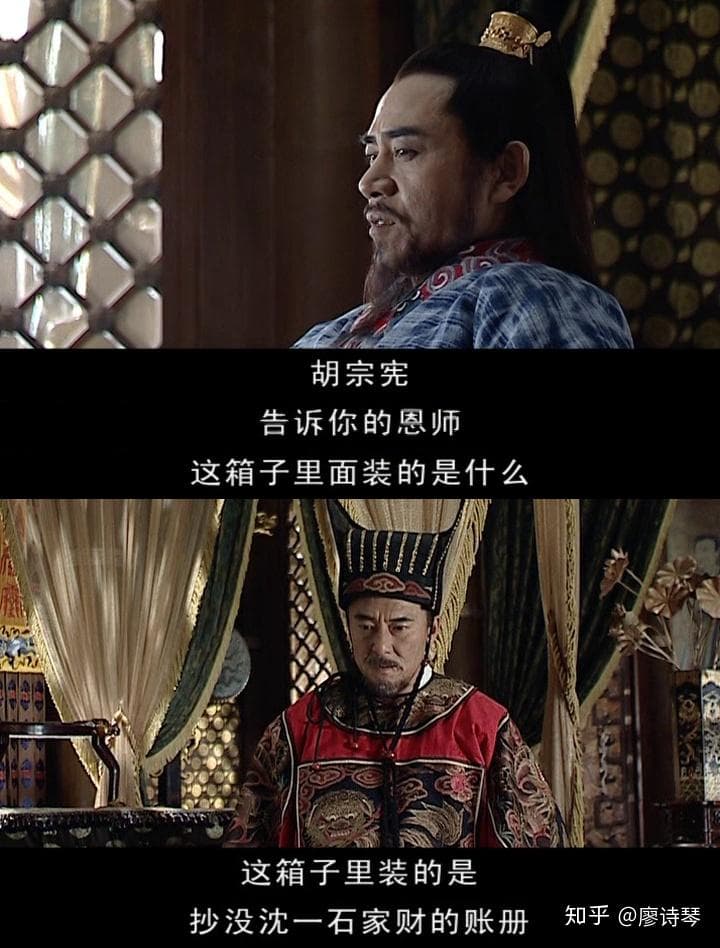 胡宗宪
告诉你的恩师
这箱子里面装的是什么
这箱子里装的是
抄没沈一石家财的账册
知乎 @廖诗琴